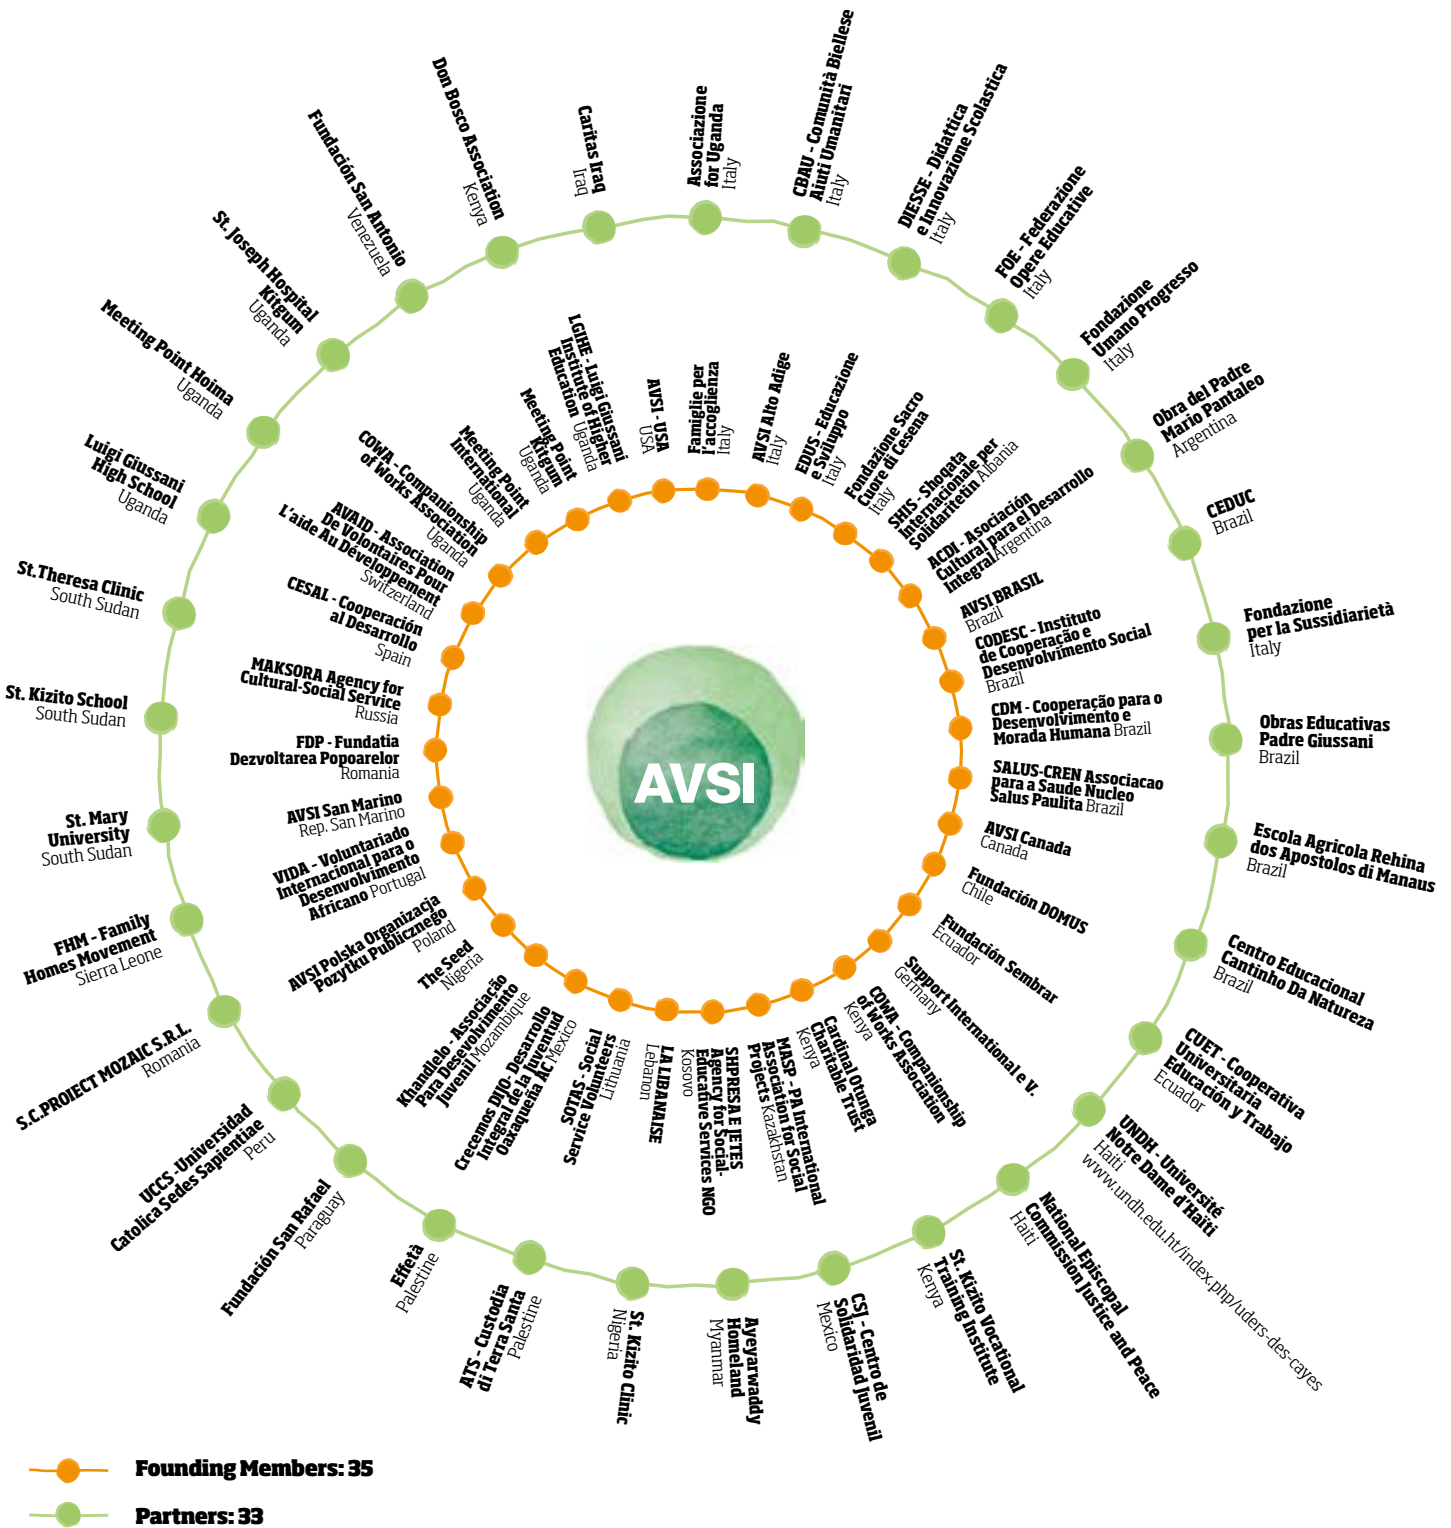 Associazione
for Uganda
Italy
CBAU - Comunità Biellese
Aiuti Umanitari
Italy
DIESSE - Didattica
e Innovazione Scolastica
Italy
FOE - Federazione
Opere Educative
Italy
Fondazione
Umano Progresso
Italy
Obra del Padre
Mario Pantaleo
Argentina
CEDUC
Brazil
Fondazione
per la Sussidiarietà
Italy
Obras Educativas
Padre Giussani
Brazil
Escola Agricola Rehina
dos Apostolos di Manaus
Brazil
Centro Educacional
Cantinho Da Natureza
Brazil
CUET - Cooperativa
Universitaria
Educación y Trabajo
Ecuador
UNDH - Université
Notre Dame d'Haiti
Haiti
www.undh.edu.ht/index.php/uders-des-cayes
National Episcopal
Commission Justice and Peace
Haiti
St. Kizito Vocational
Training Institute
Kenya
CSJ - Centro de
Solidaridad Juvenil
Mexico
Ayeyarwaddy
Homeland
Myanmar
St. Kizito Clinic
Nigeria
ATS - Custodia
di Terra Santa
Palestine
Effetà
Palestine
Fundación San Rafael
Paraguay
UCCS -Universidad
Catolica Sedes Sapientiae
Peru
S.C.PROIECT MOZAIC S.R.L.
Romania
FHM - Family
Homes Movement
Sierra Leone
St. Mary
University
South Sudan
St. Kizito School
South Sudan
St.Theresa Clinic
South Sudan
Luigi Giussani
High School
Uganda
Meeting Point Hoima
Uganda
St. Joseph Hospital
Kitgum
Uganda
Fundación San Antonio
Venezuela
Don Bosco Association
Kenya
Caritas Iraq
Iraq
Famiglie per
l'accoglienza
Italy
AVSI Alto Adige
Italy
EDUS - Educazione
e Sviluppo
Italy
Fondazione Sacro
Cuore di Cesena
Italy
SHIS - Shoqata
Internacionale per
Solidaritetin Albania
ACDI - Asociación
Cultural para el Desarrollo
Integral Argentina
AVSI BRASIL
Brazil
CODESC - Instituto
de Cooperação e
Desenvolvimento Social
Brazil
CDM - Cooperação para o
Desenvolvimento e
Morada Humana Brazil
SALUS-CREN Associacao
para a Saude Nucleo
Salus Paulita Brazil
AVSI Canada
Canada
Fundación DOMUS
Chile
Fundación Sembrar
Ecuador
Support International e V.
Germany
COWA - Companionship
of Works Association
Kenya
Cardinal Otunga
Charitable Trust
Kenya
MASP - PA International
Association for Social
Projects Kazakhstan
SHPRESA E JETES
Agency for Social-
Educative Services NGO
Kosovo
LA LIBANAISE
Lebanon
SOTAS - Social
Service Volunteers
Lithuania
Crecemos DIJO- Desarrollo
Integral de la Juventud
Oaxaqueña AC Mexico
Khandlelo - Associação
Para Desevolvimento
Juvenil Mozambique
The Seed
Nigeria
AVSI Polska Organizacja
Pozytku Publicznego
Poland
VIDA - Voluntariado
Internacional para o
Desenvolvimento
Africano Portugal
AVSI San Marino
Rep. San Marino
FDP - Fundatia
Dezvoltarea Popoarelor
Romania
MAKSORA Agency for
Cultural-Social Service
Russia
CESAL - Cooperación
al Desarrollo
Spain
AVAID - Association
De Volontaires Pour
L'aide Au Développement
Switzerland
COWA - Companionship
of Works Association
Uganda
Meeting Point
International
Uganda
Meeting Point
Kitgum
Uganda
LGIHE - Luigi Giussani
Institute of Higher
Education Uganda
Uganda
AVSI - USA
USA
AVSI
Founding Members: 35
Partners: 33